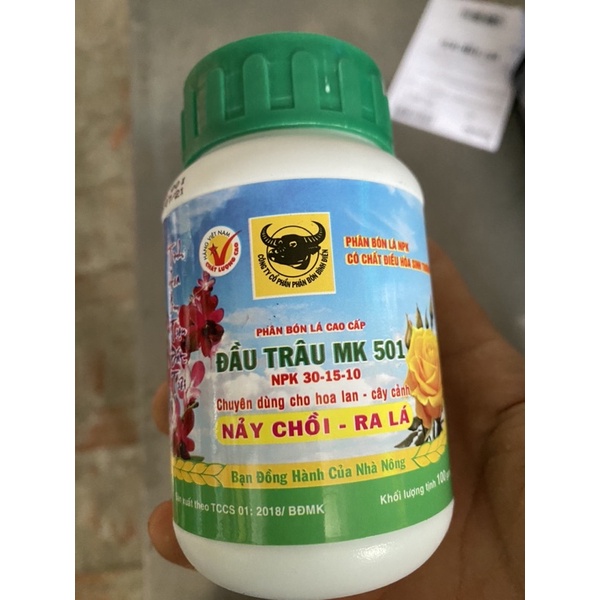 HÀNG VIỆT NAM
CHẤT LƯỢNG CAO
CÔNG TY CỔ PHẦN PHÂN BÓN BÌNH ĐIỀN
PHÂN BÓN LÁ NPK
CÓ CHẤT ĐIỀU HÒA SINH
PHÂN BÓN LÁ CAO CẤP
ĐẦU TRÂU MK 501
NPK 30-15-10
Chuyên dùng cho hoa lan - cây cảnh
NẢY CHỒI - RA LÁ
Bạn Đồng Hành Của Nhà Nông
xuất theo TCCS 01: 2018/ BĐMK
Khối lượng tịnh 100